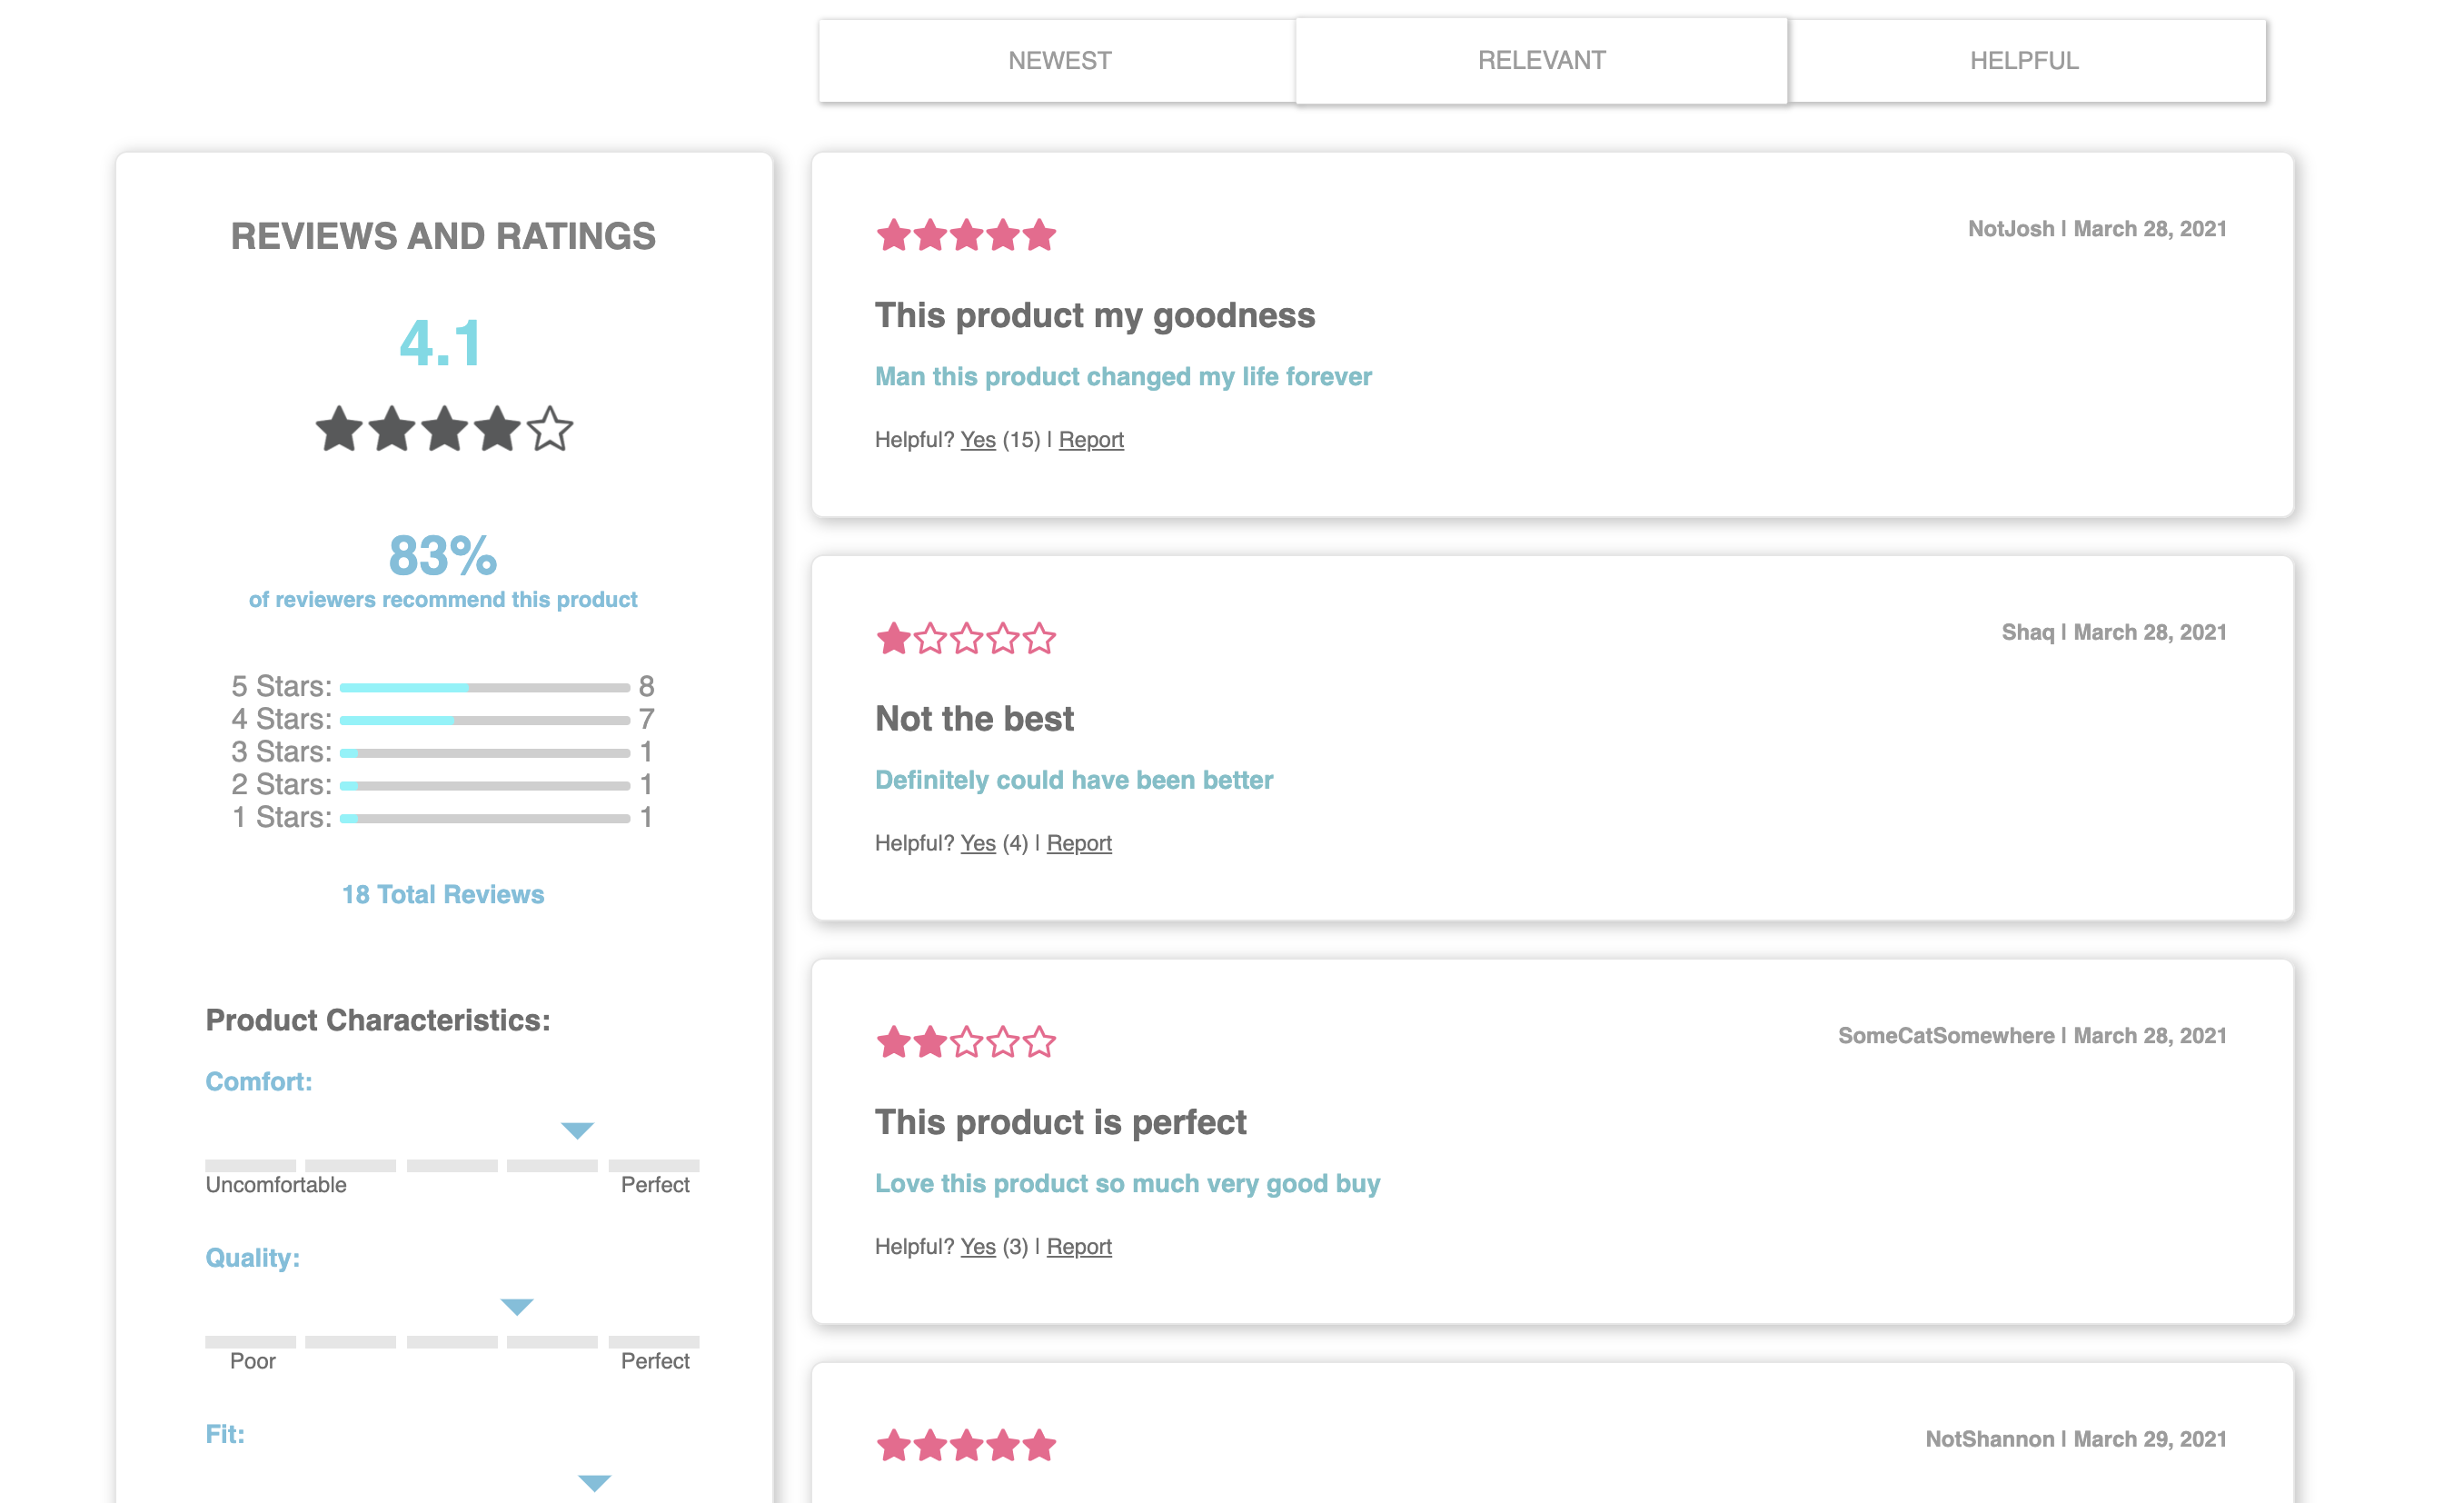 NEWEST
RELEVANT
HELPFUL
REVIEWS AND RATINGS
4.1
83%
of reviewers recommend this product
5 Stars: 8
4 Stars: 7
3 Stars: 1
2 Stars: 1
1 Stars: 1
18 Total Reviews
Product Characteristics:
Comfort:
Uncomfortable Perfect
Quality:
Poor Perfect
Fit:
NotJosh | March 28, 2021
This product my goodness
Man this product changed my life forever
Helpful? Yes (15) | Report
Shaq | March 28, 2021
Not the best
Definitely could have been better
Helpful? Yes (4) | Report
SomeCatSomewhere | March 28, 2021
This product is perfect
Love this product so much very good buy
Helpful? Yes (3) | Report
NotShannon | March 29, 2021